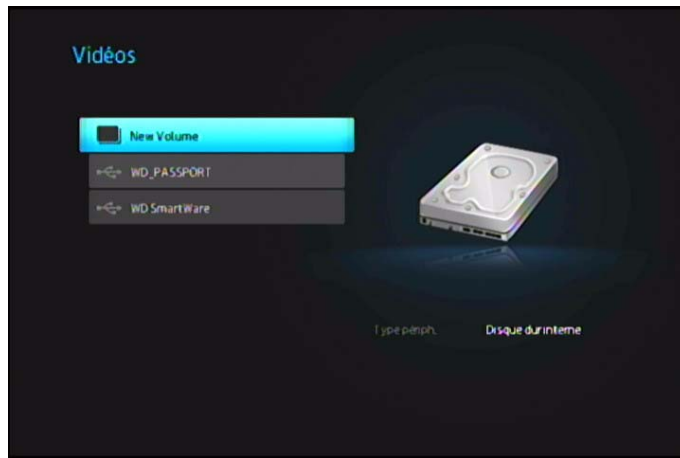 Vidéos
New Volume
WD_PASSPORT
WD SmartWare
Type périph. Disque dur interne